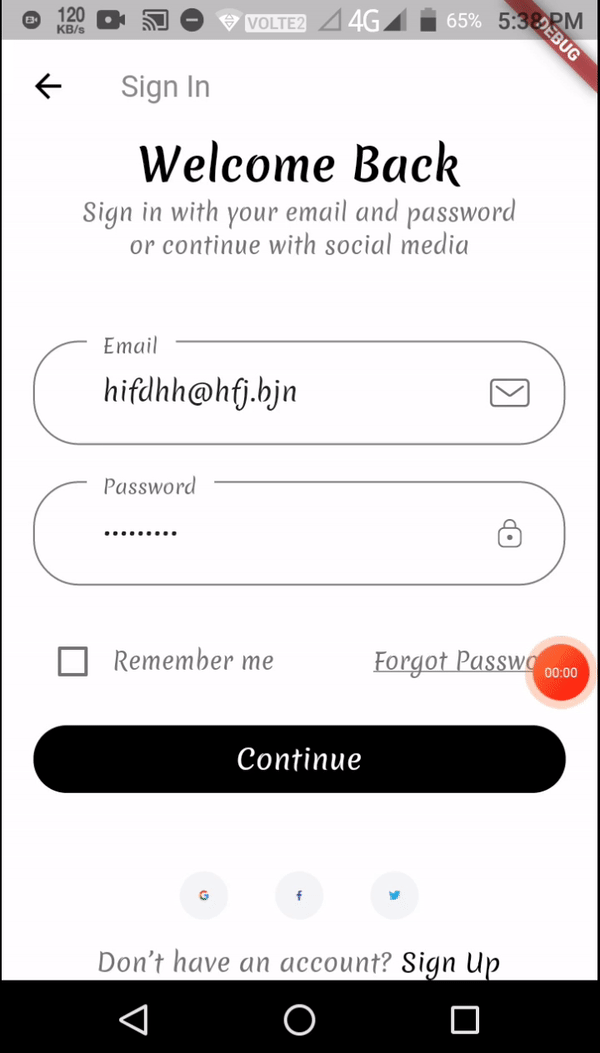 120
KB/s
VOLTE2
4G
65%
5:38 PM
DEBUG
Sign In
Welcome Back
Sign in with your email and password
or continue with social media
Email
hifdhh@hfj.bjn
Password
•••••••••
Remember me
Forgot Passwo
00:00
Continue
Don't have an account? Sign Up